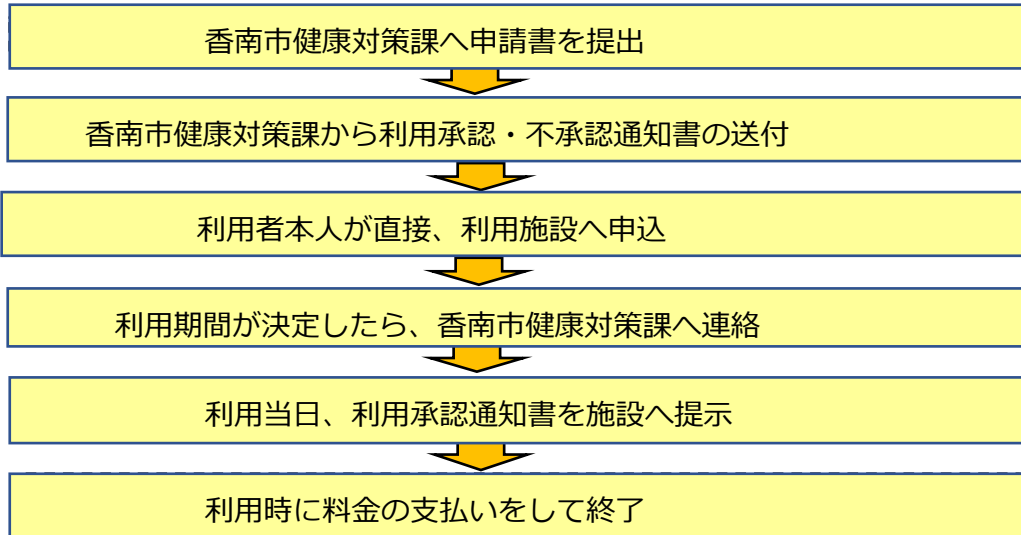 香南市健康対策課へ申請書を提出
香南市健康対策課から利用承認・不承認通知書の送付
利用者本人が直接、利用施設へ申込
利用期間が決定したら、香南市健康対策課へ連絡
利用当日、利用承認通知書を施設へ提示
利用時に料金の支払いをして終了